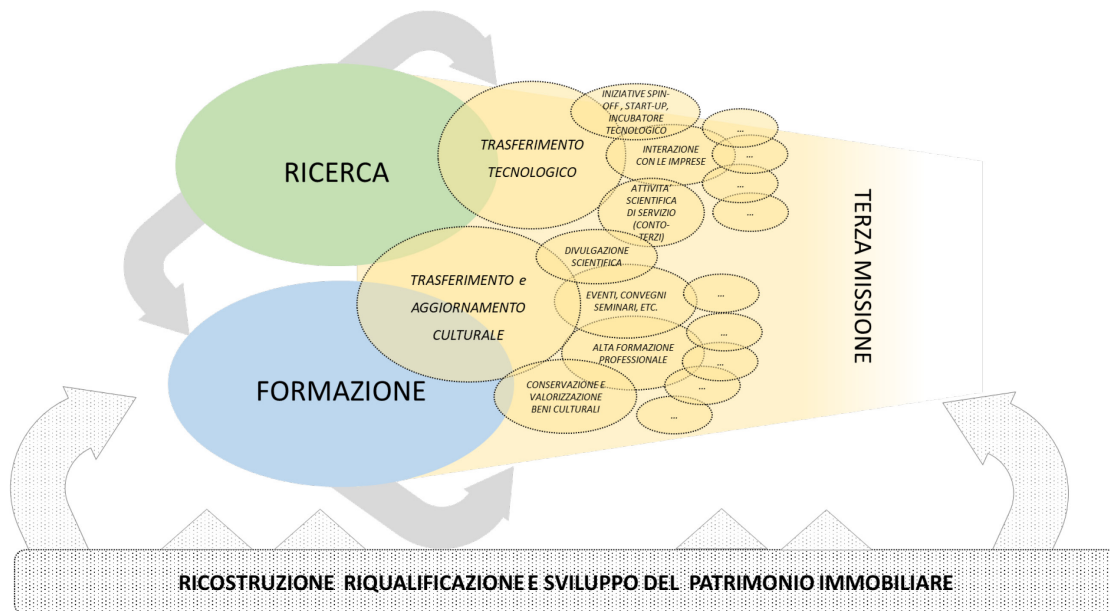 RICERCA
TRASFERIMENTO
TECNOLOGICO
INIZIATIVE SPIN-
OFF , START-UP,
INCUBATORE
TECNOLOGICO
INTERAZIONE
CON LE IMPRESE
ATTIVITA’
SCIENTIFICA
DI SERVIZIO
(CONTO-
TERZI)
...
...
...
...
TRASFERIMENTO e
AGGIORNAMENTO
CULTURALE
DIVULGAZIONE
SCIENTIFICA
EVENTI, CONVEGNI
SEMINARI, ETC.
ALTA FORMAZIONE
PROFESSIONALE
CONSERVAZIONE E
VALORIZZAZIONE
BENI CULTURALI
...
...
...
...
...
FORMAZIONE
TERZA MISSIONE
RICOSTRUZIONE RIQUALIFICAZIONE E SVILUPPO DEL PATRIMONIO IMMOBILIARE